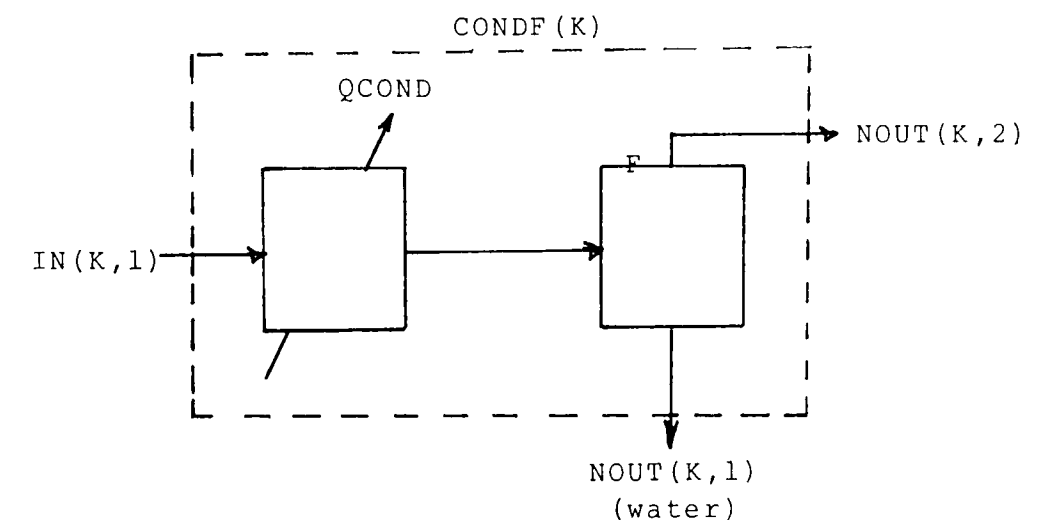 CONDF(K)
QCOND
NOUT(K,2)
F
IN(K,1)
NOUT(K,1)
(water)